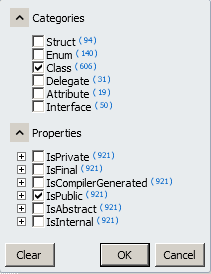 Categories
Struct (94)
Enum (140)
Class (606)
Delegate (31)
Attribute (19)
Interface (50)
Properties
IsPrivate (921)
IsFinal (921)
IsCompilerGenerated (921)
IsPublic (921)
IsAbstract (921)
IsInternal (921)
Clear OK Cancel